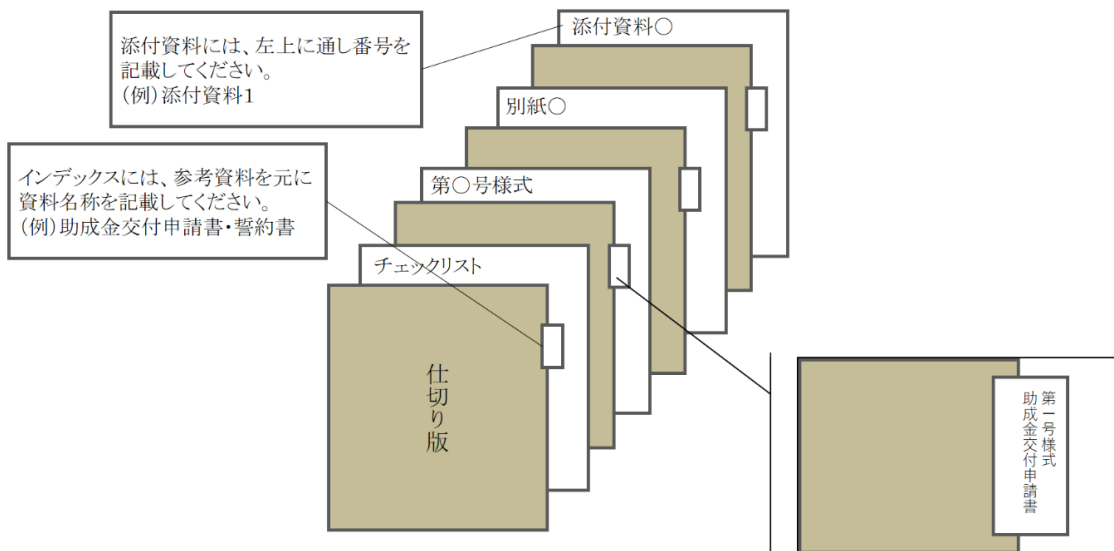 添付資料○
添付資料には、左上に通し番号を
記載してください。
(例)添付資料1
別紙○
インデックスには、参考資料を元に
資料名称を記載してください。
(例)助成金交付申請書・誓約書
第○号様式
チェックリスト
仕切り版
第一号様式
助成金交付申請書